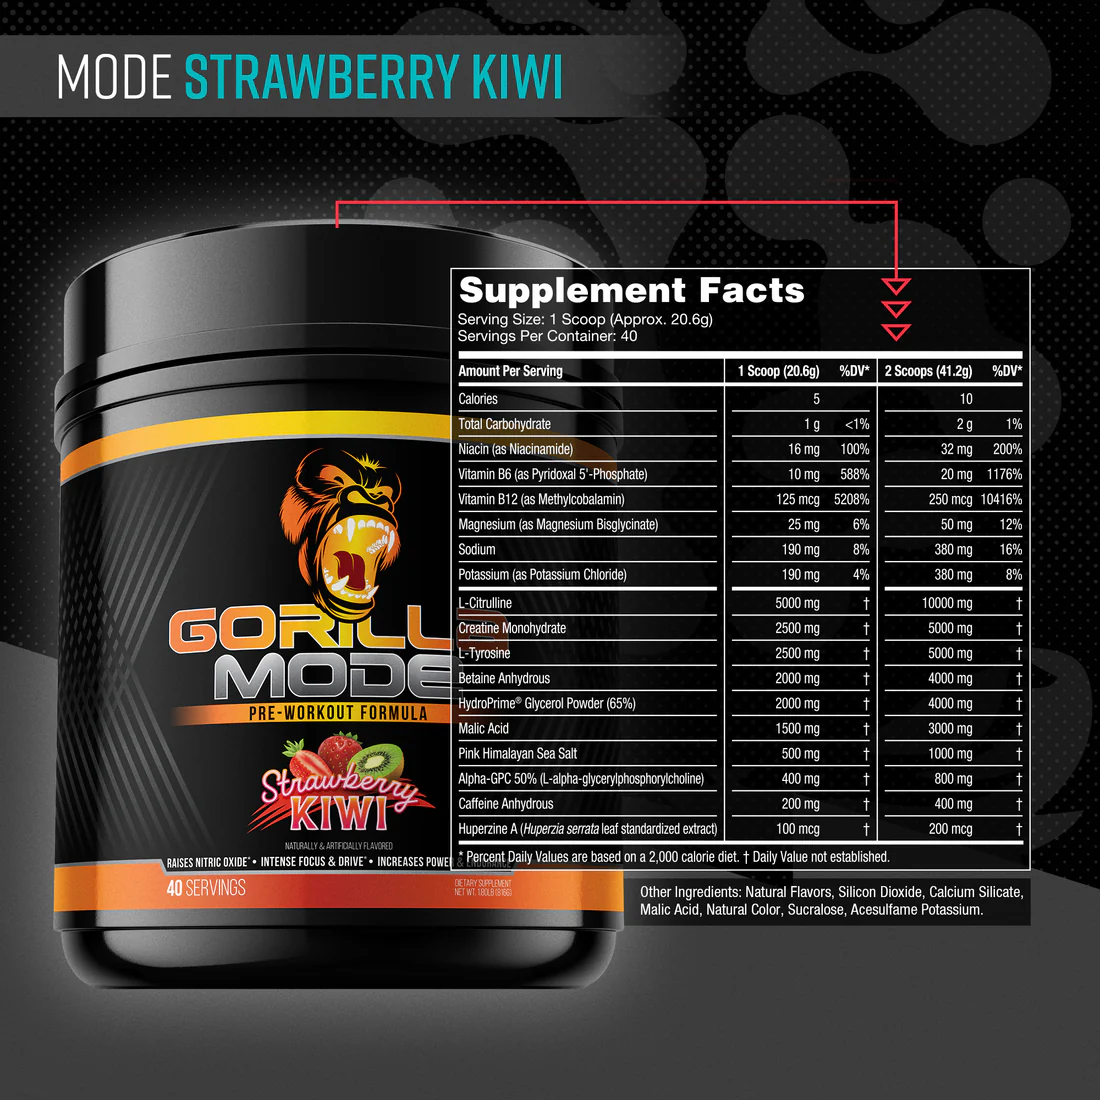 MODE STRAWBERRY KIWI
Supplement Facts
Serving Size: 1 Scoop (Approx. 20.6g)
Servings Per Container: 40
Amount Per Serving 1 Scoop (20.6g) %DV* 2 Scoops (41.2g) %DV*
Calories 5 10
Total Carbohydrate 1 g <1% 2 g 1%
Niacin (as Niacinamide) 16 mg 100% 32 mg 200%
Vitamin B6 (as Pyridoxal 5'-Phosphate) 10 mg 588% 20 mg 1176%
Vitamin B12 (as Methylcobalamin) 125 mcg 5208% 250 mcg 10416%
Magnesium (as Magnesium Bisglycinate) 25 mg 6% 50 mg 12%
Sodium 190 mg 8% 380 mg 16%
Potassium (as Potassium Chloride) 190 mg 4% 380 mg 8%
L-Citrulline 5000 mg † 10000 mg †
Creatine Monohydrate 2500 mg † 5000 mg †
L-Tyrosine 2500 mg † 5000 mg †
Betaine Anhydrous 2000 mg † 4000 mg †
HydroPrime® Glycerol Powder (65%) 2000 mg † 4000 mg †
Malic Acid 1500 mg † 3000 mg †
Pink Himalayan Sea Salt 500 mg † 1000 mg †
Alpha-GPC 50% (L-alpha-glycerylphosphorylcholine) 400 mg † 800 mg †
Caffeine Anhydrous 200 mg † 400 mg †
Huperzine A (Huperzia serrata leaf standardized extract) 100 mcg † 200 mcg †
* Percent Daily Values are based on a 2,000 calorie diet. † Daily Value not established.
Other Ingredients: Natural Flavors, Silicon Dioxide, Calcium Silicate,
Malic Acid, Natural Color, Sucralose, Acesulfame Potassium.
GORILLA
MODE
PRE-WORKOUT FORMULA
Strawberry
KIWI
NATURALLY & ARTIFICIALLY FLAVORED
RAISES NITRIC OXIDE* • INTENSE FOCUS & DRIVE* • INCREASES POWER & ENDURANCE
40 SERVINGS
DIETARY SUPPLEMENT
NET WT. 1.80LB (816G)